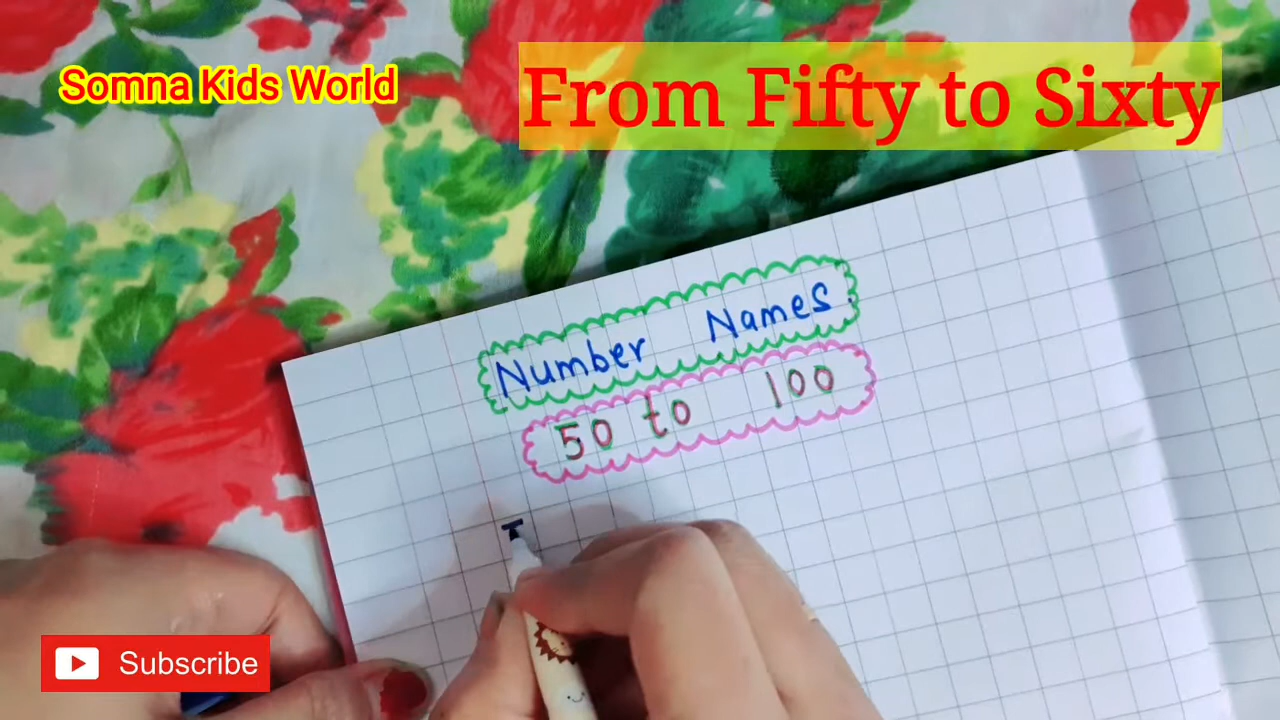 Somna Kids World
From Fifty to Sixty
Number Names.
50 to 100
Subscribe